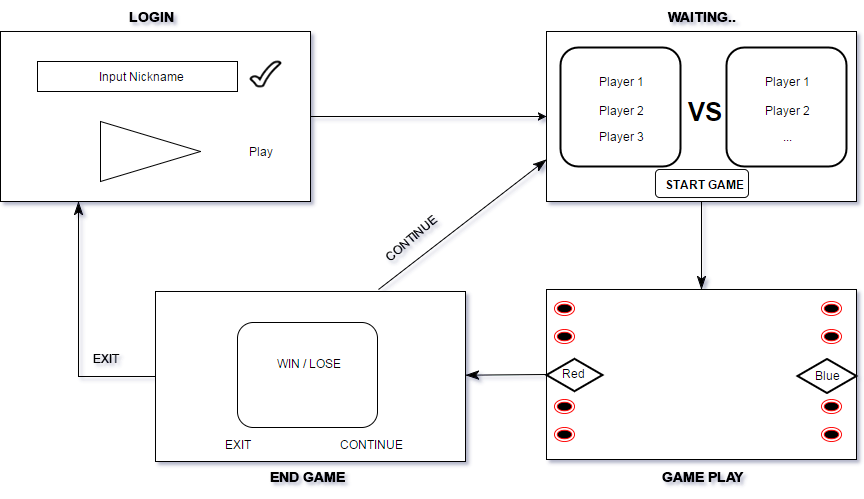 LOGIN
Input Nickname
Play
WAITING..
Player 1
Player 2
Player 3
VS
Player 1
Player 2
...
START GAME
CONTINUE
EXIT
WIN / LOSE
EXIT
CONTINUE
END GAME
Red
Blue
GAME PLAY